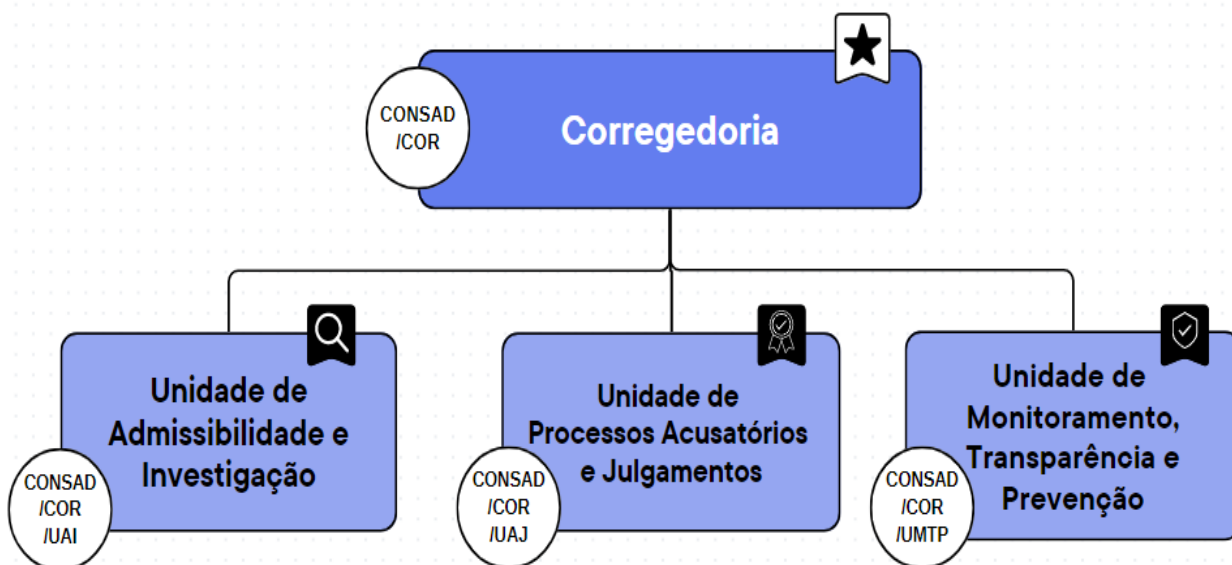 CONSAD
/COR
Corregedoria
Unidade de
Admissibilidade e
Investigação
CONSAD
/COR
/UAI
Unidade de
Processos Acusatórios
e Julgamentos
CONSAD
/COR
/UAJ
Unidade de
Monitoramento,
Transparência e
Prevenção
CONSAD
/COR
/UMTP